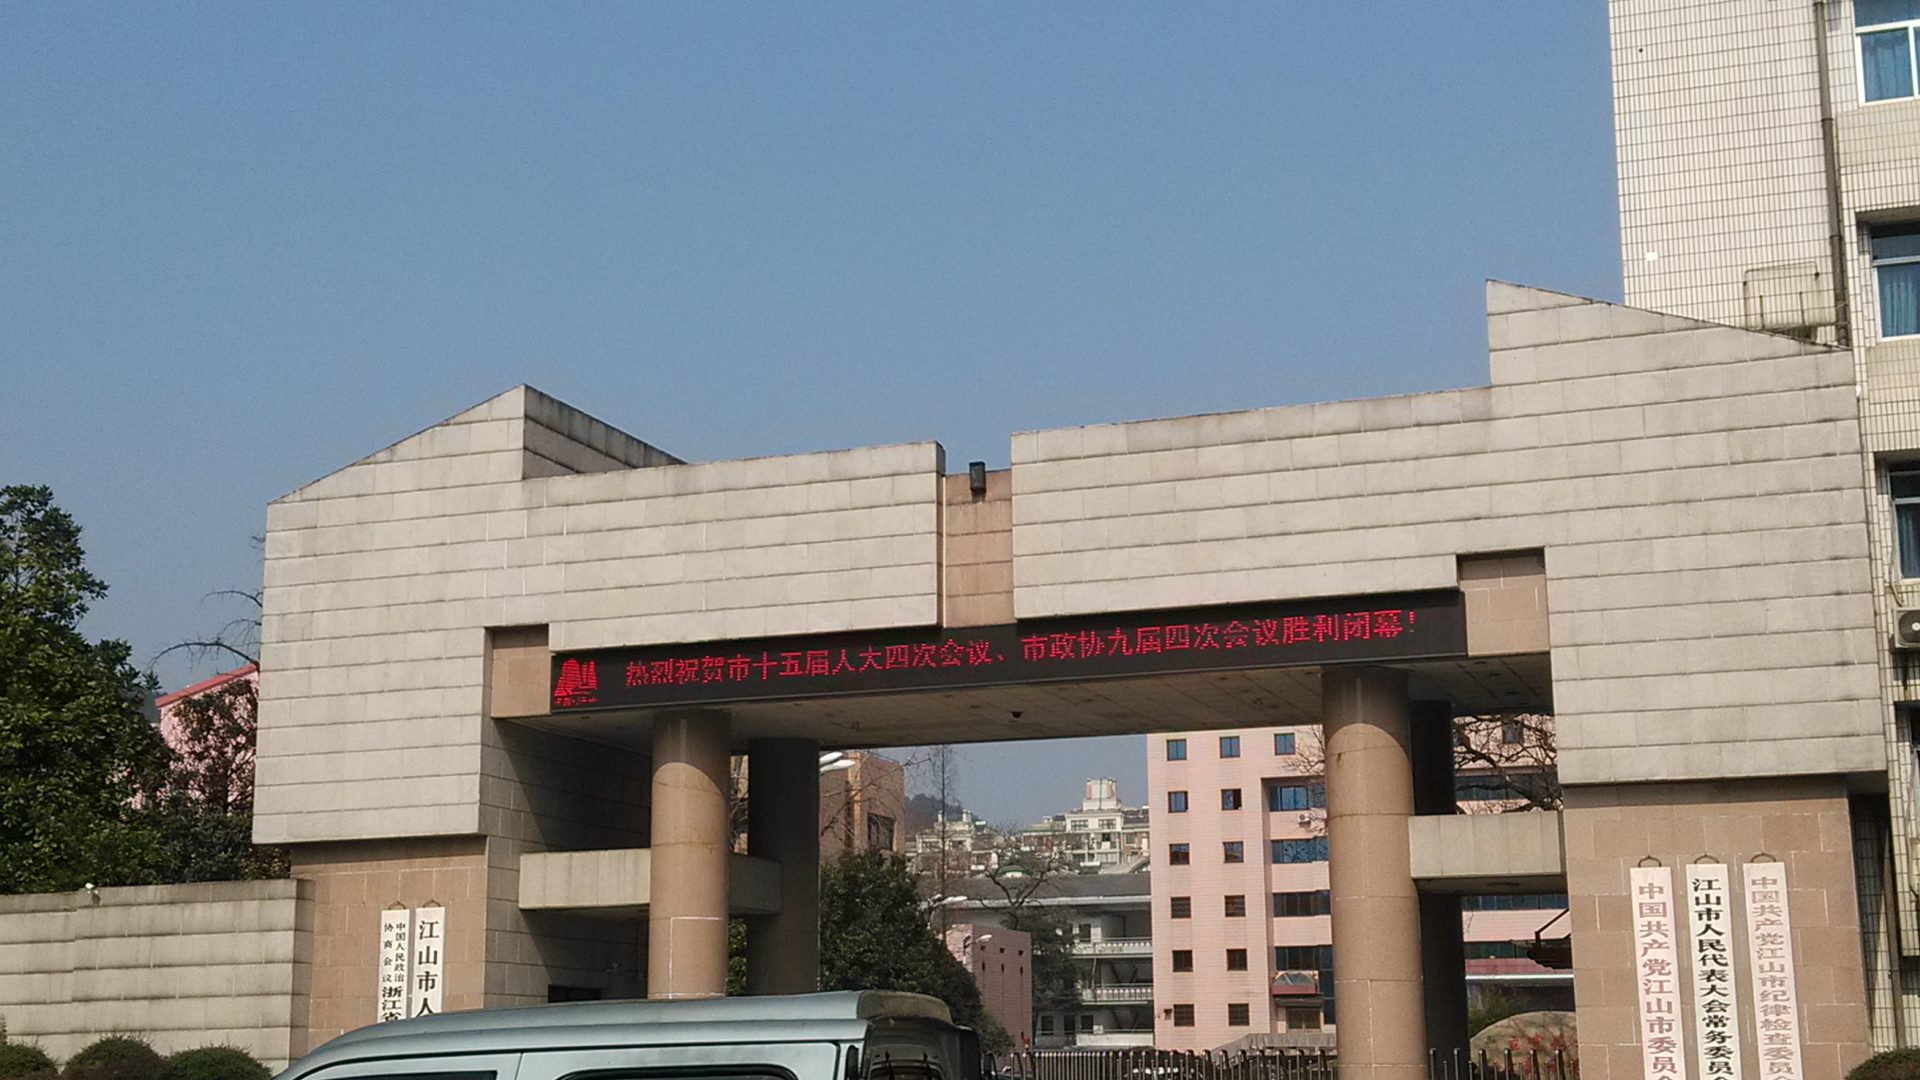 热烈祝贺市十五届人大四次会议、市政协九届四次会议胜利闭幕!
中国人民政治
协商会议
浙江省
江山市人
中国共产党江山市委员会
江山市人民代表大会常务委员
中国共产党江山市纪律检查委员